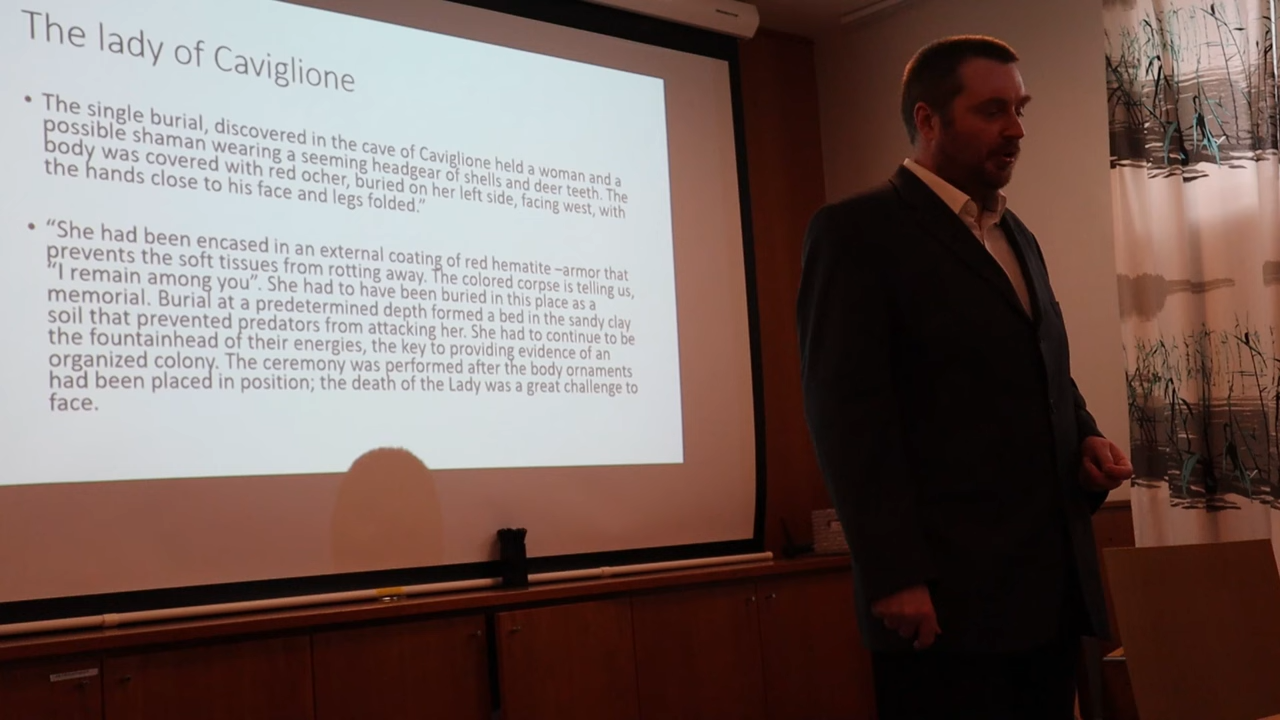 The lady of Caviglione
• The single burial, discovered in the cave of Caviglione held a woman and a
possible shaman wearing a seeming headgear of shells and deer teeth. The
body was covered with red ocher, buried on her left side, facing west, with
the hands close to his face and legs folded.”
• “She had been encased in an external coating of red hematite –armor that
prevents the soft tissues from rotting away. The colored corpse is telling us,
“I remain among you”. She had to have been buried in this place as a
memorial. Burial at a predetermined depth formed a bed in the sandy clay
soil that prevented predators from attacking her. She had to continue to be
the fountainhead of their energies, the key to providing evidence of an
organized colony. The ceremony was performed after the body ornaments
had been placed in position; the death of the Lady was a great challenge to
face.